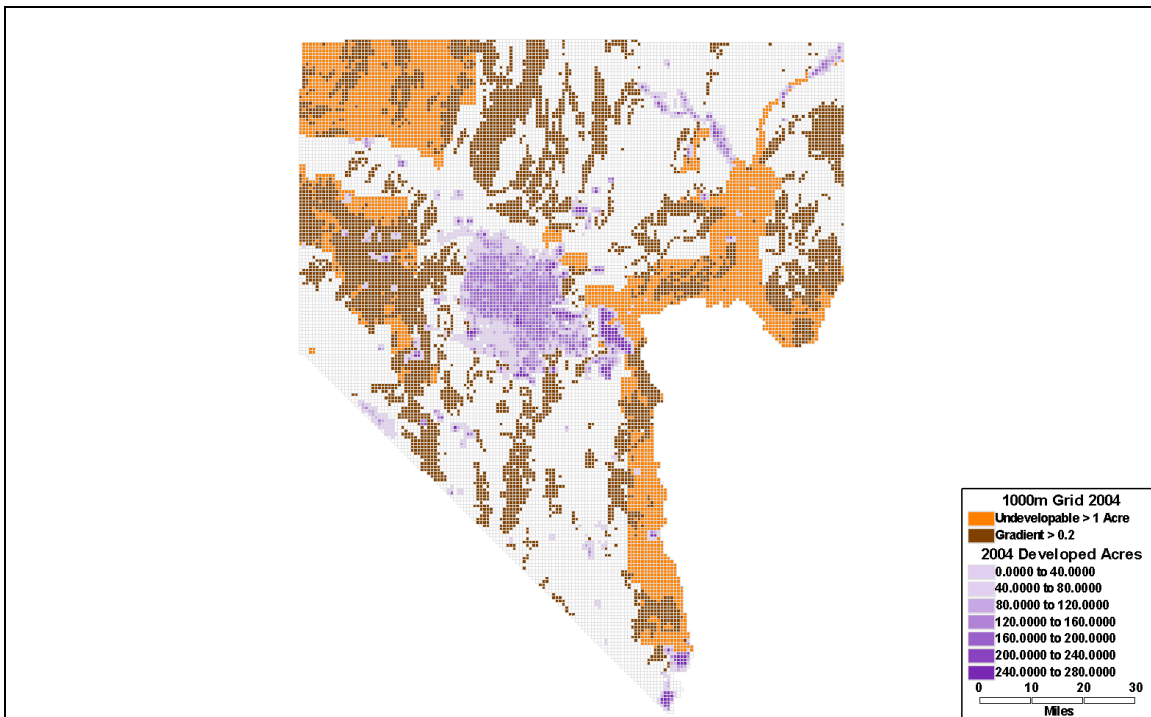 1000m Grid 2004
Undevelopable > 1 Acre
Gradient > 0.2
2004 Developed Acres
0.0000 to 40.0000
40.0000 to 80.0000
80.0000 to 120.0000
120.0000 to 160.0000
160.0000 to 200.0000
200.0000 to 240.0000
240.0000 to 280.0000
0 10 20 30
Miles